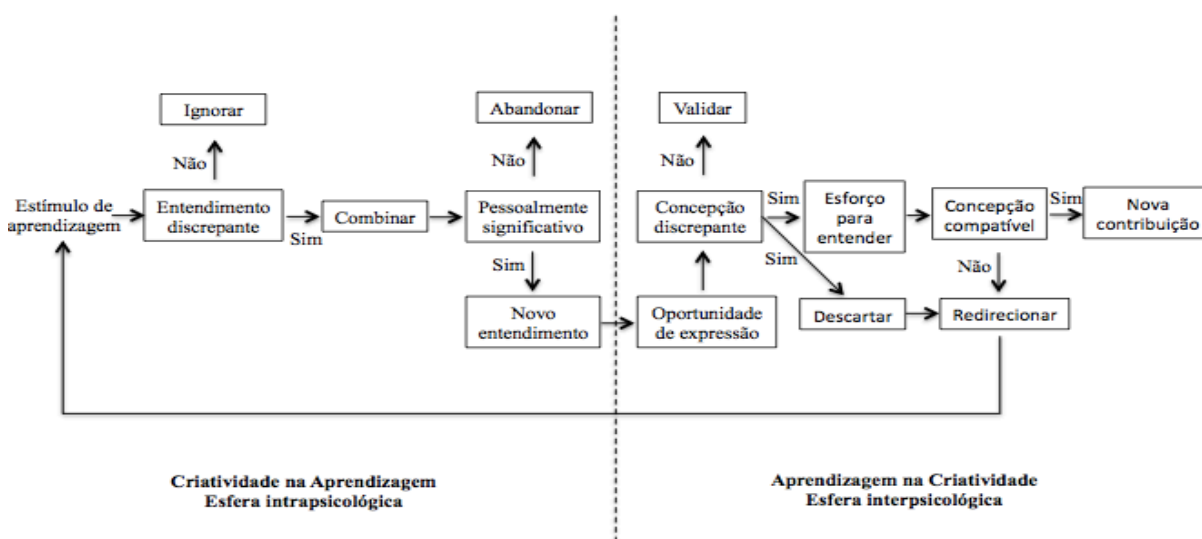 Ignorar
Não
Estímulo de
aprendizagem
Entendimento
discrepante
Sim
Combinar
Abandonar
Não
Pessoalmente
significativo
Sim
Novo
entendimento
Validar
Não
Concepção
discrepante
Sim
Sim
Esforço
para
entender
Concepção
compatível
Sim
Nova
contribuição
Não
Oportunidade
de expressão
Descartar
Redirecionar
Criatividade na Aprendizagem
Esfera intrapsicológica
Aprendizagem na Criatividade
Esfera interpsicológica